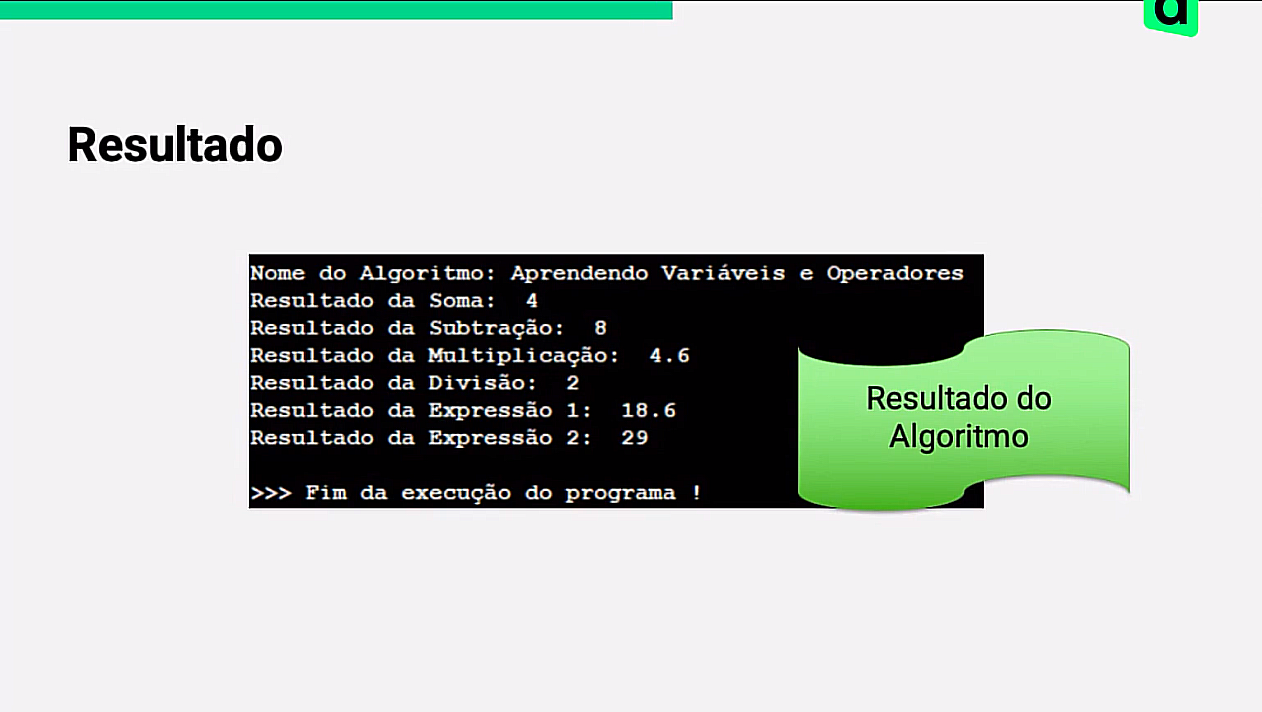 d
Resultado
Nome do Algoritmo: Aprendendo Variáveis e Operadores
Resultado da Soma:  4
Resultado da Subtração:  8
Resultado da Multiplicação:  4.6
Resultado da Divisão:  2
Resultado da Expressão 1:  18.6
Resultado da Expressão 2:  29
>>> Fim da execução do programa !
Resultado do
Algoritmo